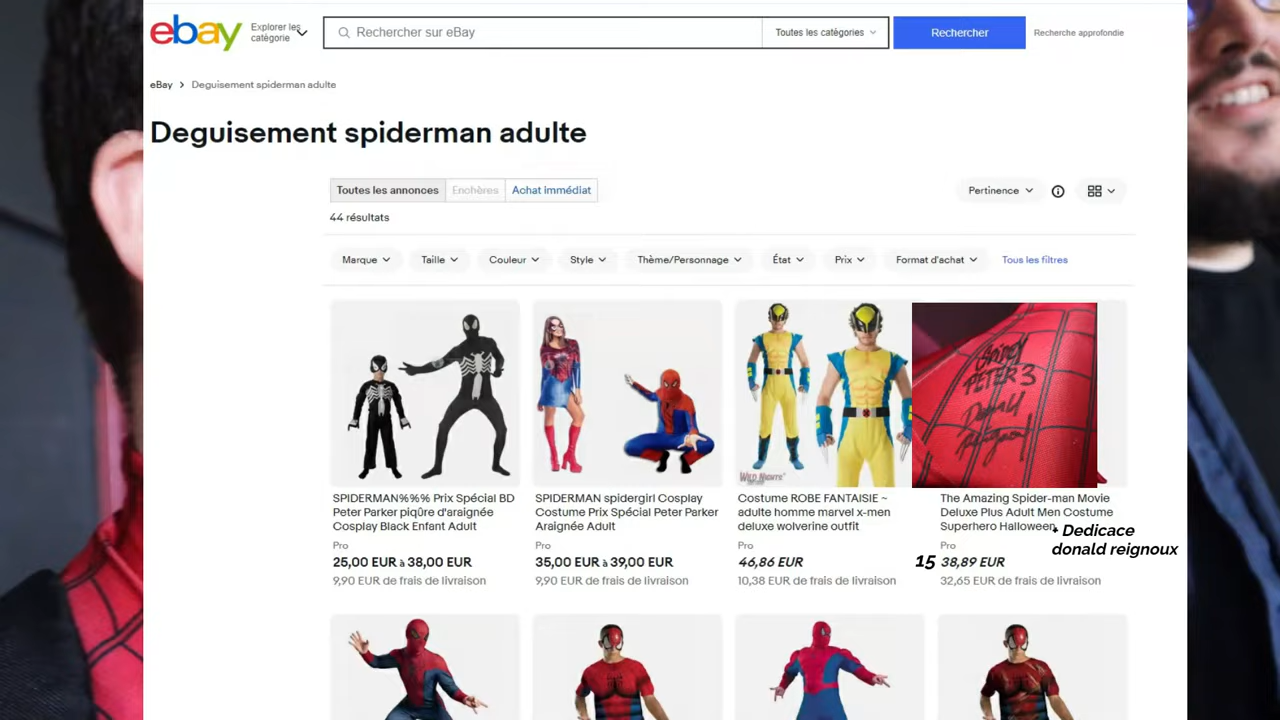 ebay
Explorer les
catégorie
Rechercher sur eBay
Toutes les catégories
Rechercher
Recherche approfondie
eBay > Deguisement spiderman adulte
Deguisement spiderman adulte
Toutes les annonces
Enchères
Achat immédiat
Pertinence
44 résultats
Marque
Taille
Couleur
Style
Thème/Personnage
État
Prix
Format d'achat
Tous les filtres
SPIDERMAN%%% Prix Spécial BD
Peter Parker piqûre d'araignée
Cosplay Black Enfant Adult
Pro
25,00 EUR à 38,00 EUR
9,90 EUR de frais de livraison
SPIDERMAN spidergirl Cosplay
Costume Prix Spécial Peter Parker
Araignée Adult
Pro
35,00 EUR à 39,00 EUR
9,90 EUR de frais de livraison
WILD NIGHTS
Costume ROBE FANTAISIE ~
adulte homme marvel x-men
deluxe wolverine outfit
Pro
46,86 EUR
10,38 EUR de frais de livraison
PETER 3
The Amazing Spider-man Movie
Deluxe Plus Adult Men Costume
Superhero Halloween
+ Dedicace
donald reignoux
Pro
15 38,89 EUR
32,65 EUR de frais de livraison